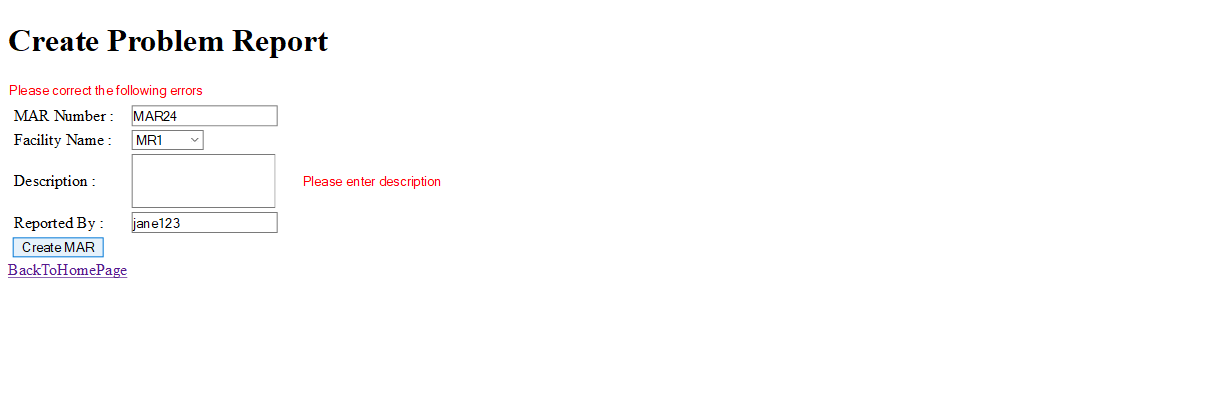 Create Problem Report
Please correct the following errors
MAR Number : MAR24
Facility Name : MR1
Description : Please enter description
Reported By : jane123
Create MAR
BackToHomePage